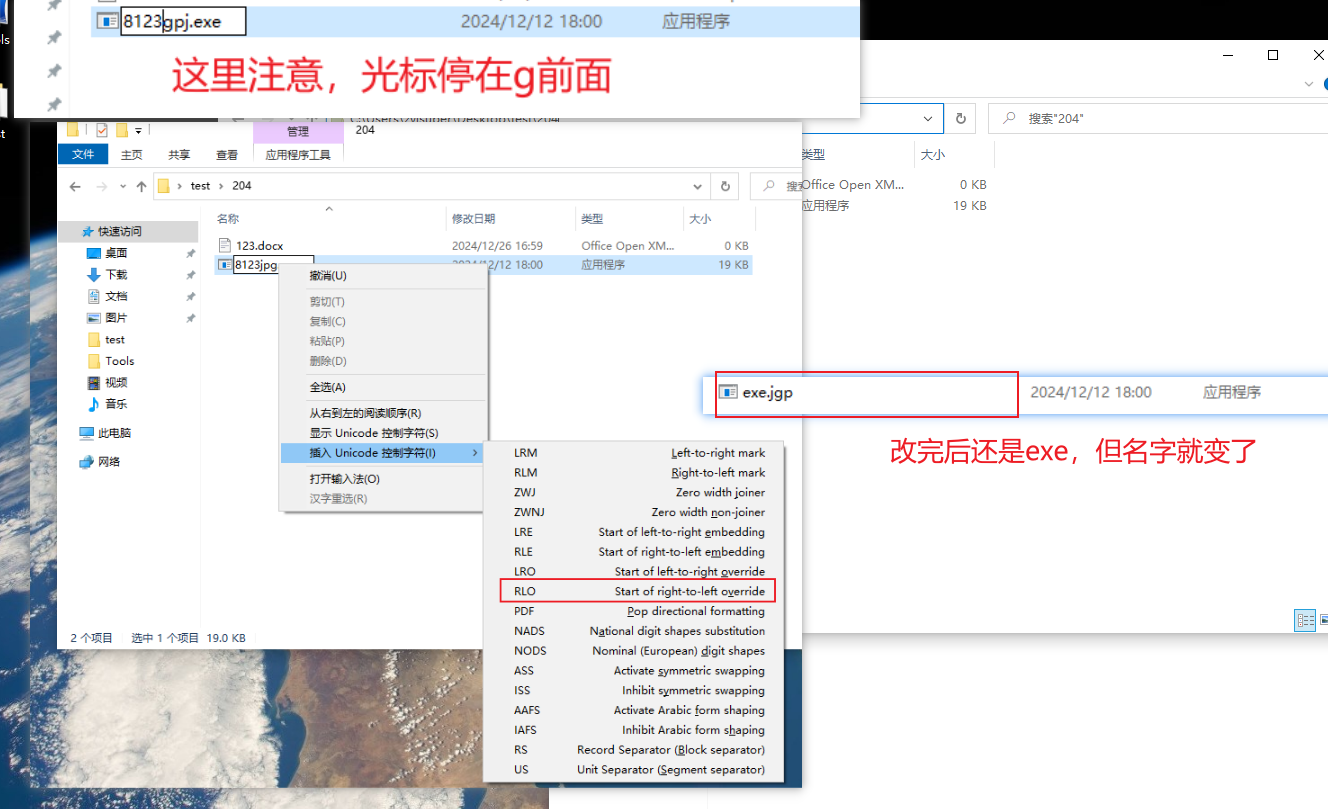 8123gpj.exe 2024/12/12 18:00 应用程序
这里注意，光标停在g前面
管理 204
文件 主页 共享 查看 应用程序工具
test 204
名称 修改日期 类型 大小
123.docx 2024/12/26 16:59 Office Open XM... 0 KB
8123jpg 2024/12/12 18:00 应用程序 19 KB
快速访问
桌面
下载
文档
图片
test
Tools
视频
音乐
此电脑
网络
2 个项目 选中 1 个项目 19.0 KB
撤消(U)
剪切(T)
复制(C)
粘贴(P)
删除(D)
全选(A)
从右到左的阅读顺序(R)
显示 Unicode 控制字符(S)
插入 Unicode 控制字符(I)
打开输入法(O)
汉字重选(R)
LRM Left-to-right mark
RLM Right-to-left mark
ZWJ Zero width joiner
ZWNJ Zero width non-joiner
LRE Start of left-to-right embedding
RLE Start of right-to-left embedding
LRO Start of left-to-right override
RLO Start of right-to-left override
PDF Pop directional formatting
NADS National digit shapes substitution
NODS Nominal (European) digit shapes
ASS Activate symmetric swapping
ISS Inhibit symmetric swapping
AAFS Activate Arabic form shaping
IAFS Inhibit Arabic form shaping
RS Record Separator (Block separator)
US Unit Separator (Segment separator)
搜索"204"
类型 大小
Office Open XM... 0 KB
应用程序 19 KB
exe.jgp 2024/12/12 18:00 应用程序
改完后还是exe，但名字就变了